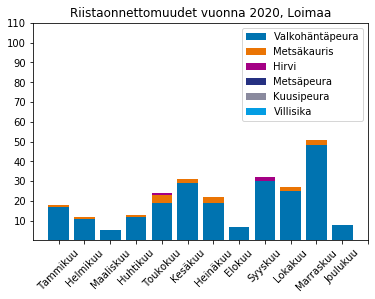 Riistaonnettomuudet vuonna 2020, Loimaa
110
100
90
80
70
60
50
40
30
20
10
Valkohäntäpeura
Metsäkauris
Hirvi
Metsäpeura
Kuusipeura
Villisika
Tammikuu
Helmikuu
Maaliskuu
Huhtikuu
Toukokuu
Kesäkuu
Heinäkuu
Elokuu
Syyskuu
Lokakuu
Marraskuu
Joulukuu